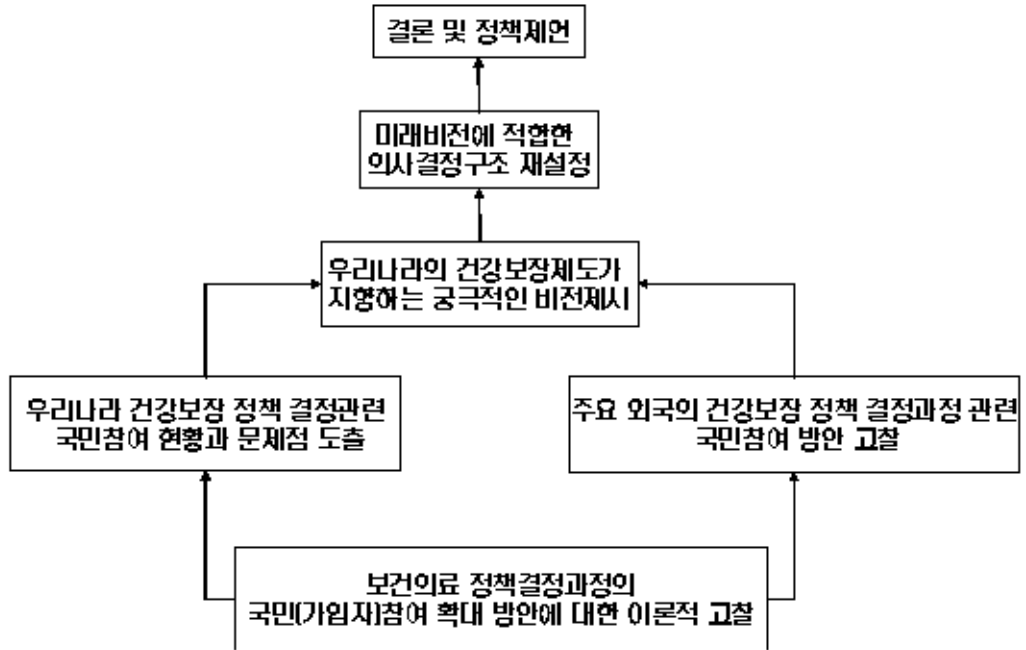 결론 및 정책제언
미래비전에 적합한
의사결정구조 재설정
우리나라의 건강보장제도가
지향하는 궁극적인 비전제시
우리나라 건강보장 정책 결정관련
국민참여 현황과 문제점 도출
주요 외국의 건강보장 정책 결정과정 관련
국민참여 방안 고찰
보건의료 정책결정과정의
국민(가입자)참여 확대 방안에 대한 이론적 고찰